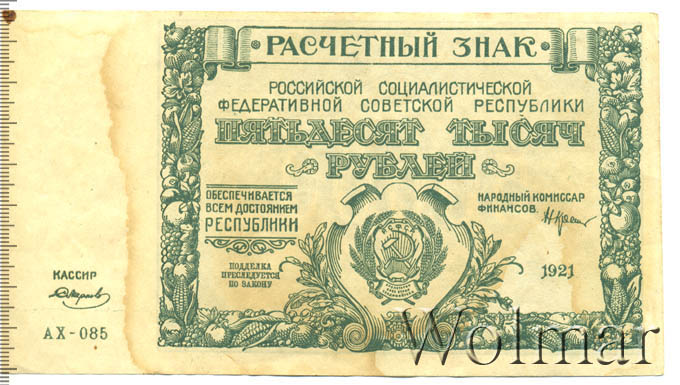 РАСЧЕТНЫЙ ЗНАК
РОССИЙСКОЙ СОЦИАЛИСТИЧЕСКОЙ
ФЕДЕРАТИВНОЙ СОВЕТСКОЙ РЕСПУБЛИКИ
ПЯТЬДЕСЯТ ТЫСЯЧ
РУБЛЕЙ
ОБЕСПЕЧИВАЕТСЯ
ВСЕМ ДОСТОЯНИЕМ
РЕСПУБЛИКИ
НАРОДНЫЙ КОМИССАР
ФИНАНСОВ
ПОДДЕЛКА
ПРЕСЛЕДУЕТСЯ
ПО ЗАКОНУ
1921
КАССИР
АХ-085
Wolmar